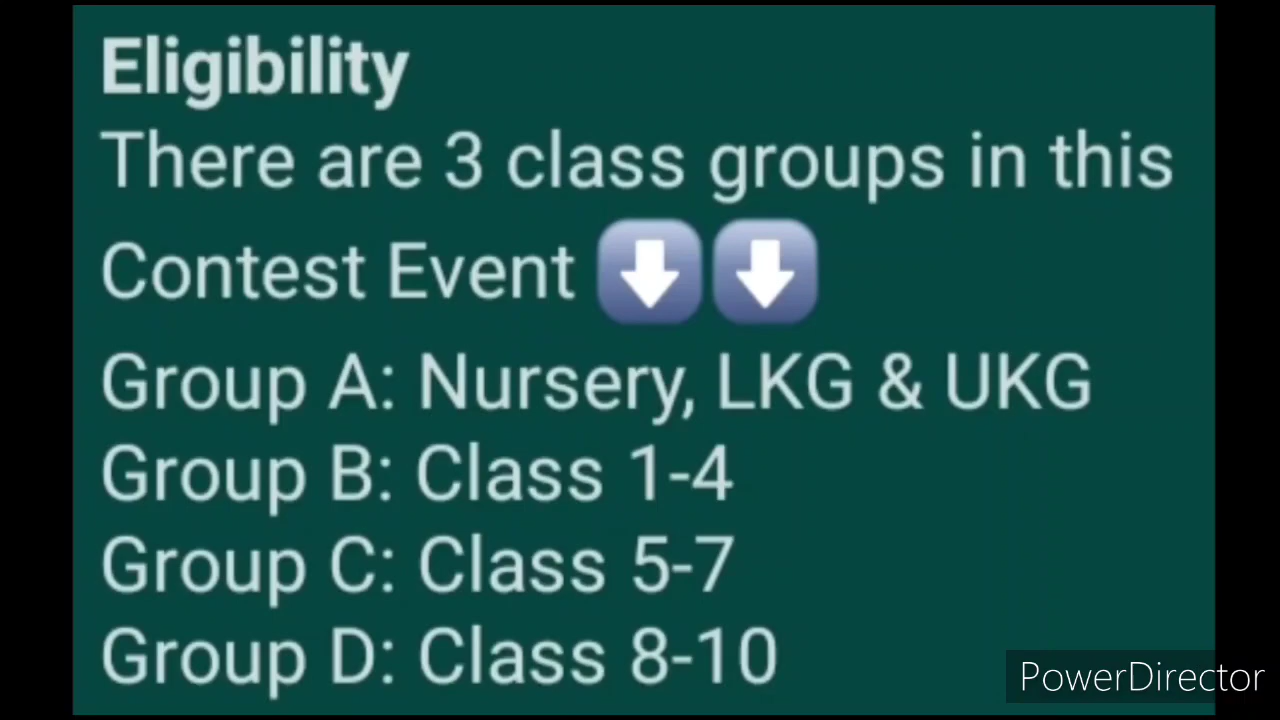 Eligibility
There are 3 class groups in this
Contest Event ⬇️⬇️
Group A: Nursery, LKG & UKG
Group B: Class 1-4
Group C: Class 5-7
Group D: Class 8-10
PowerDirector